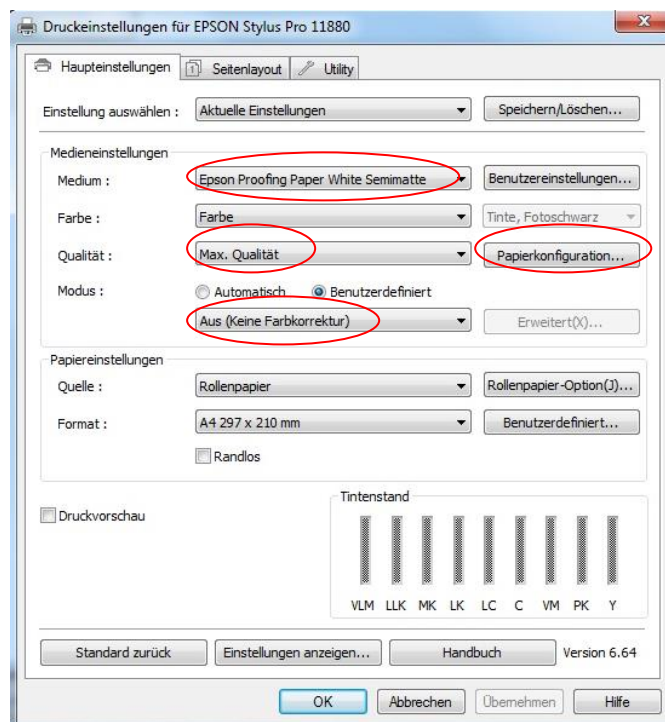 Druckeinstellungen für EPSON Stylus Pro 11880
Haupteinstellungen Seitenlayout Utility
Einstellung auswählen : Aktuelle Einstellungen Speichern/Löschen...
Medieneinstellungen
Medium : Epson Proofing Paper White Semimatte Benutzereinstellungen...
Farbe : Farbe Tinte, Fotoschwarz
Qualität : Max. Qualität Papierkonfiguration...
Modus : Automatisch Benutzerdefiniert
Aus (Keine Farbkorrektur) Erweitert(X)...
Papiereinstellungen
Quelle : Rollenpapier Rollenpapier-Option(J)...
Format : A4 297 x 210 mm Benutzerdefiniert...
Randlos
Druckvorschau
Tintenstand
VLM LLK MK LK LC C VM PK Y
Standard zurück Einstellungen anzeigen... Handbuch Version 6.64
OK Abbrechen Übernehmen Hilfe